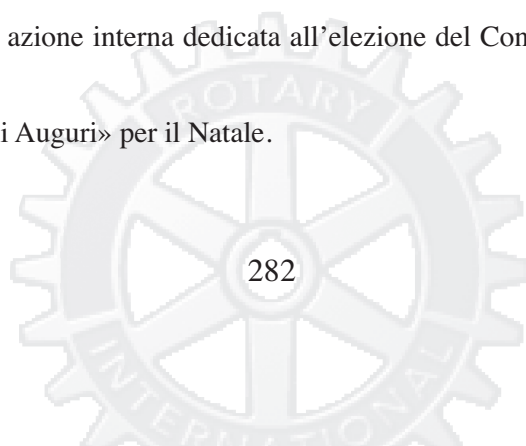 azione interna dedicata all’elezione del Con
i Auguri» per il Natale.
ROTARY
282
INTERNATIONAL